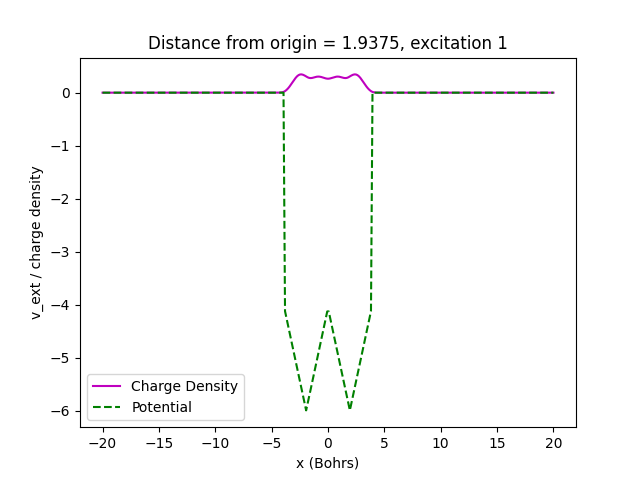 Distance from origin = 1.9375, excitation 1
v_ext / charge density
0
−1
−2
−3
−4
−5
−6
Charge Density
Potential
−20 −15 −10 −5 0 5 10 15 20
x (Bohrs)